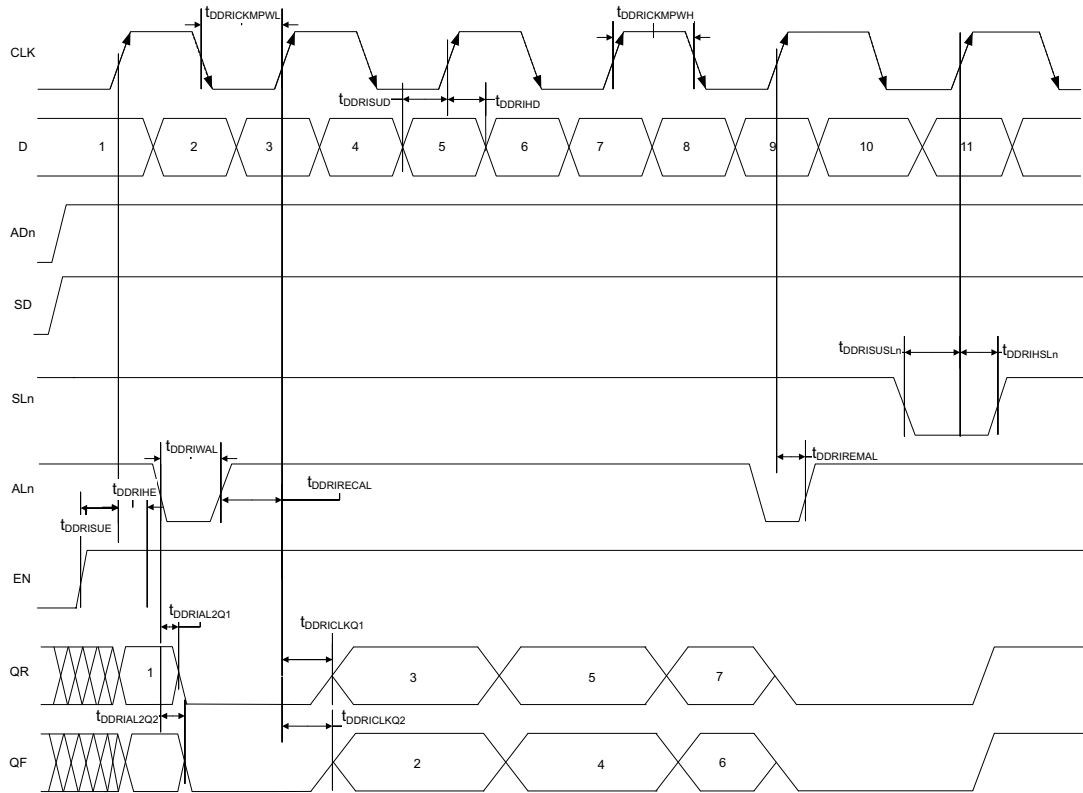 tDDRICKMPWL
tDDRICKMPWH
CLK
tDDRISUD
tDDRIHD
D
1 2 3 4 5 6 7 8 9 10 11
ADn
SD
tDDRISUSLn
tDDRIHSLn
SLn
tDDRIWAL
tDDRIREMAL
ALn
tDDRIHE
tDDRIRECAL
tDDRISUE
EN
tDDRIAL2Q1
tDDRICLKQ1
QR
1 3 5 7
tDDRIAL2Q2
tDDRICLKQ2
QF
2 4 6